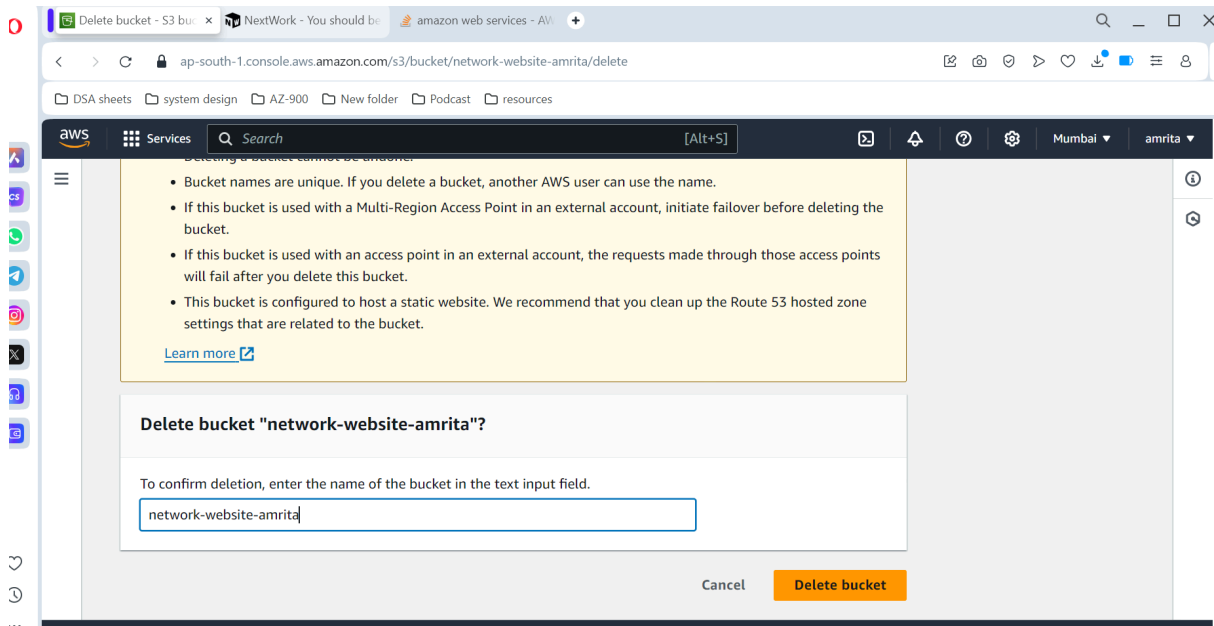 Delete bucket - S3 buc
NextWork - You should be
amazon web services - AW
ap-south-1.console.aws.amazon.com/s3/bucket/network-website-amrita/delete
DSA sheets
system design
AZ-900
New folder
Podcast
resources
aws
Services
Search
[Alt+S]
Mumbai
amrita
Deleting a bucket cannot be undone.
• Bucket names are unique. If you delete a bucket, another AWS user can use the name.
• If this bucket is used with a Multi-Region Access Point in an external account, initiate failover before deleting the
bucket.
• If this bucket is used with an access point in an external account, the requests made through those access points
will fail after you delete this bucket.
• This bucket is configured to host a static website. We recommend that you clean up the Route 53 hosted zone
settings that are related to the bucket.
Learn more
Delete bucket "network-website-amrita"?
To confirm deletion, enter the name of the bucket in the text input field.
network-website-amrita
Cancel
Delete bucket